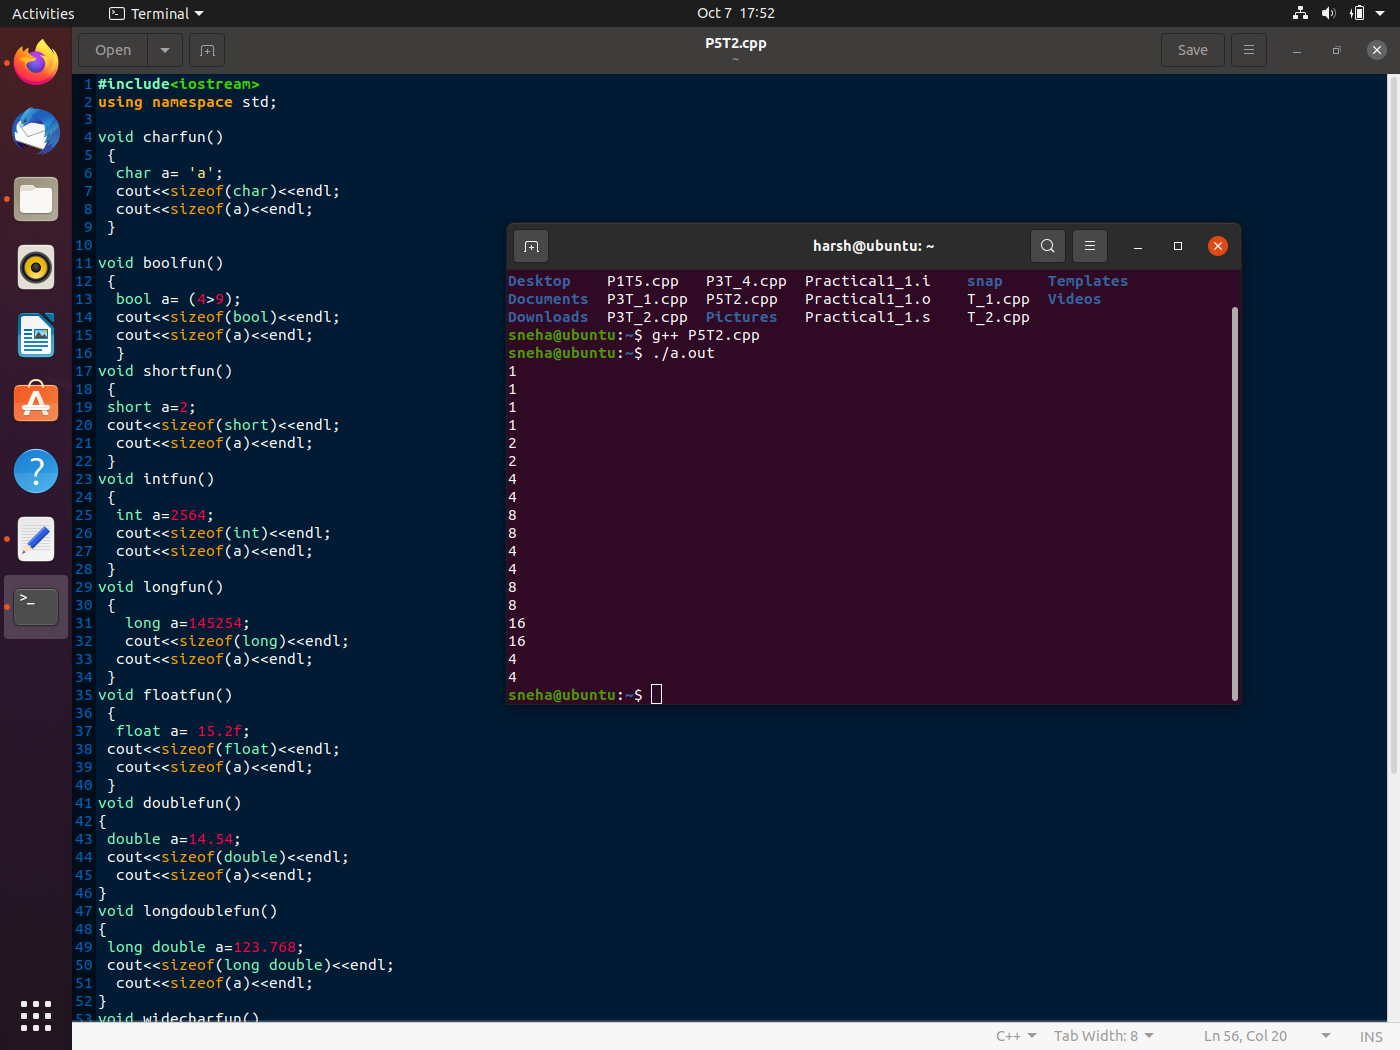 Activities Terminal Oct 7 17:52
Open P5T2.cpp Save
~
1 #include<iostream>
2 using namespace std;
3
4 void charfun()
5 {
6 char a= 'a';
7 cout<<sizeof(char)<<endl;
8 cout<<sizeof(a)<<endl;
9 }
10
11 void boolfun()
12 {
13 bool a= (4>9);
14 cout<<sizeof(bool)<<endl;
15 cout<<sizeof(a)<<endl;
16 }
17 void shortfun()
18 {
19 short a=2;
20 cout<<sizeof(short)<<endl;
21 cout<<sizeof(a)<<endl;
22 }
23 void intfun()
24 {
25 int a=2564;
26 cout<<sizeof(int)<<endl;
27 cout<<sizeof(a)<<endl;
28 }
29 void longfun()
30 {
31 long a=145254;
32 cout<<sizeof(long)<<endl;
33 cout<<sizeof(a)<<endl;
34 }
35 void floatfun()
36 {
37 float a= 15.2f;
38 cout<<sizeof(float)<<endl;
39 cout<<sizeof(a)<<endl;
40 }
41 void doublefun()
42 {
43 double a=14.54;
44 cout<<sizeof(double)<<endl;
45 cout<<sizeof(a)<<endl;
46 }
47 void longdoublefun()
48 {
49 long double a=123.768;
50 cout<<sizeof(long double)<<endl;
51 cout<<sizeof(a)<<endl;
52 }
53 void widecharfun()
harsh@ubuntu: ~
Desktop P1T5.cpp P3T_4.cpp Practical1_1.i snap Templates
Documents P3T_1.cpp P5T2.cpp Practical1_1.o T_1.cpp Videos
Downloads P3T_2.cpp Pictures Practical1_1.s T_2.cpp
sneha@ubuntu:~$ g++ P5T2.cpp
sneha@ubuntu:~$ ./a.out
1
1
1
1
2
2
4
4
8
8
4
4
8
8
16
16
4
4
sneha@ubuntu:~$
C++ Tab Width: 8 Ln 56, Col 20 INS